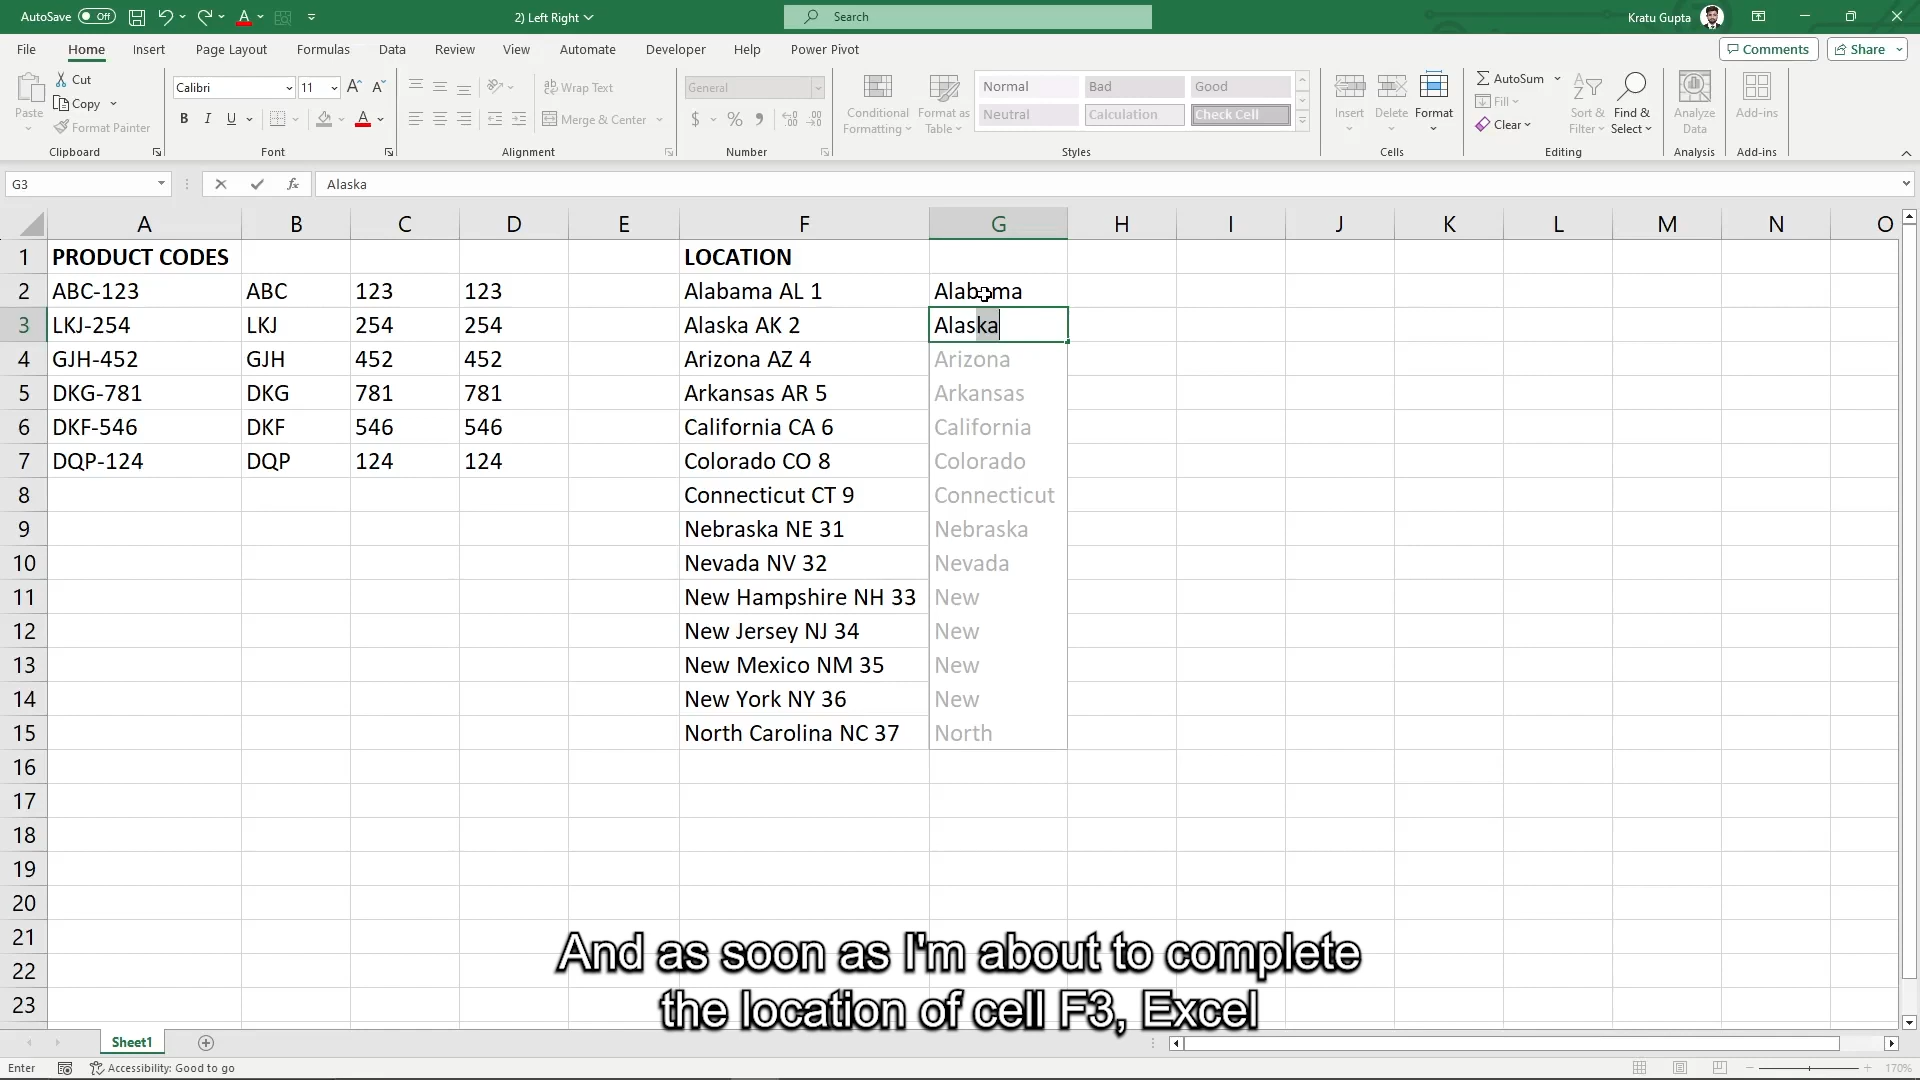 AutoSave Off
2) Left Right
Search
Kratu Gupta
File Home Insert Page Layout Formulas Data Review View Automate Developer Help Power Pivot
Comments Share
Paste
Cut
Copy
Format Painter
Clipboard
Calibri 11
B I U
Font
Wrap Text
Merge & Center
Alignment
General
$ % 9
Number
Conditional
Formatting
Format as
Table
Normal Bad Good
Neutral Calculation Check Cell
Styles
Insert Delete Format
Cells
AutoSum
Fill
Clear
Sort &
Filter
Find &
Select
Editing
Analyze
Data
Analysis
Add-ins
Add-ins
G3 fx Alaska
A B C D E F G H I J K L M N O
1 PRODUCT CODES LOCATION
2 ABC-123 ABC 123 123 Alabama AL 1 Alabama
3 LKJ-254 LKJ 254 254 Alaska AK 2 Alaska
4 GJH-452 GJH 452 452 Arizona AZ 4 Arizona
5 DKG-781 DKG 781 781 Arkansas AR 5 Arkansas
6 DKF-546 DKF 546 546 California CA 6 California
7 DQP-124 DQP 124 124 Colorado CO 8 Colorado
8 Connecticut CT 9 Connecticut
9 Nebraska NE 31 Nebraska
10 Nevada NV 32 Nevada
11 New Hampshire NH 33 New
12 New Jersey NJ 34 New
13 New Mexico NM 35 New
14 New York NY 36 New
15 North Carolina NC 37 North
16
17
18
19
20
21
22
23
And as soon as I'm about to complete
the location of cell F3, Excel
Sheet1
Enter Accessibility: Good to go 170%